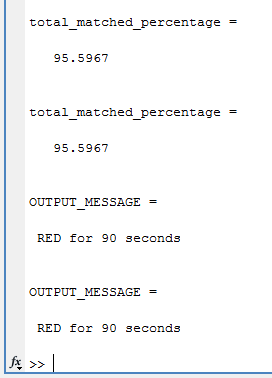 total_matched_percentage =
95.5967
total_matched_percentage =
95.5967
OUTPUT_MESSAGE =
RED for 90 seconds
OUTPUT_MESSAGE =
RED for 90 seconds
fx >>